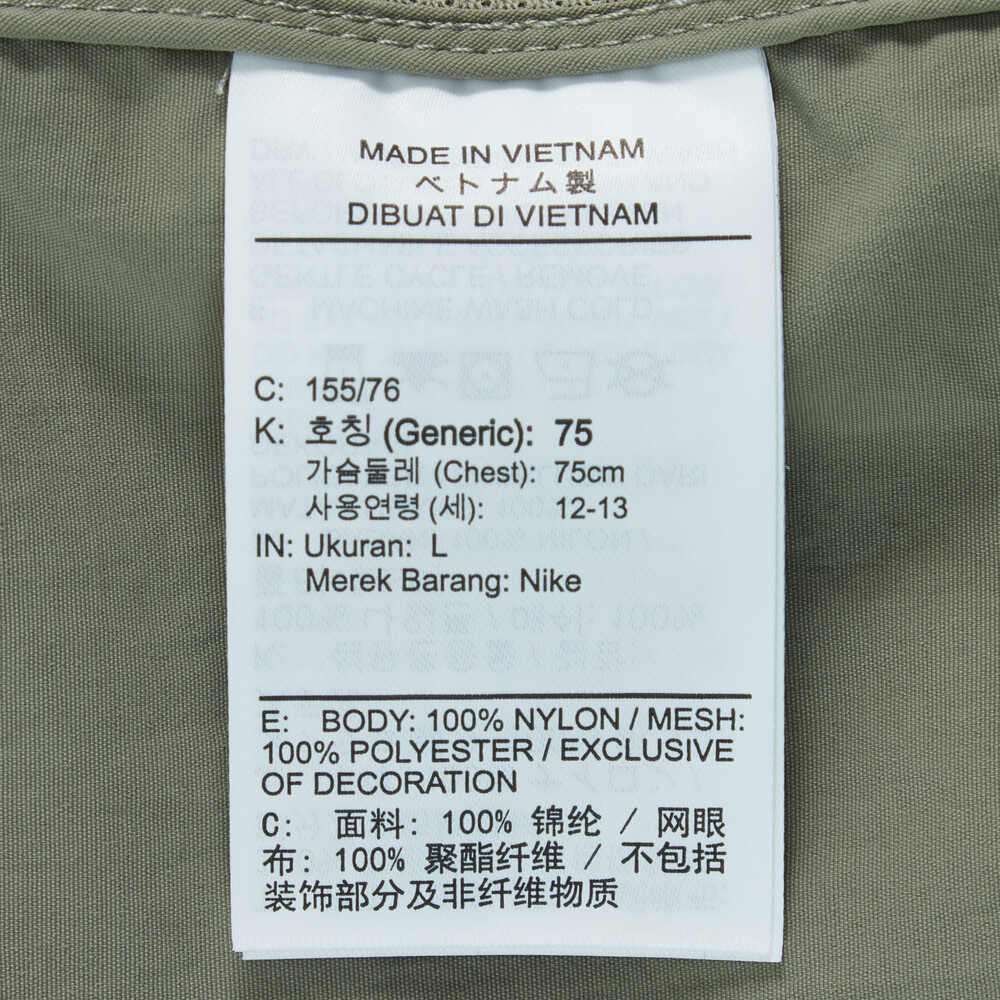 MADE IN VIETNAM
ベトナム製
DIBUAT DI VIETNAM
C: 155/76
K: 호칭 (Generic): 75
가슴둘레 (Chest): 75cm
사용연령 (세): 12-13
IN: Ukuran: L
Merek Barang: Nike
E: BODY: 100% NYLON / MESH:
100% POLYESTER / EXCLUSIVE
OF DECORATION
C: 面料: 100% 锦纶 / 网眼
布: 100% 聚酯纤维 / 不包括
装饰部分及非纤维物质